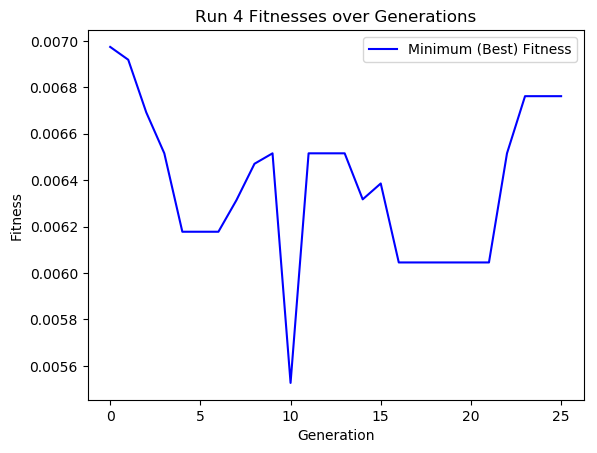 Run 4 Fitnesses over Generations
Minimum (Best) Fitness
Fitness
0.0070
0.0068
0.0066
0.0064
0.0062
0.0060
0.0058
0.0056
0 5 10 15 20 25
Generation